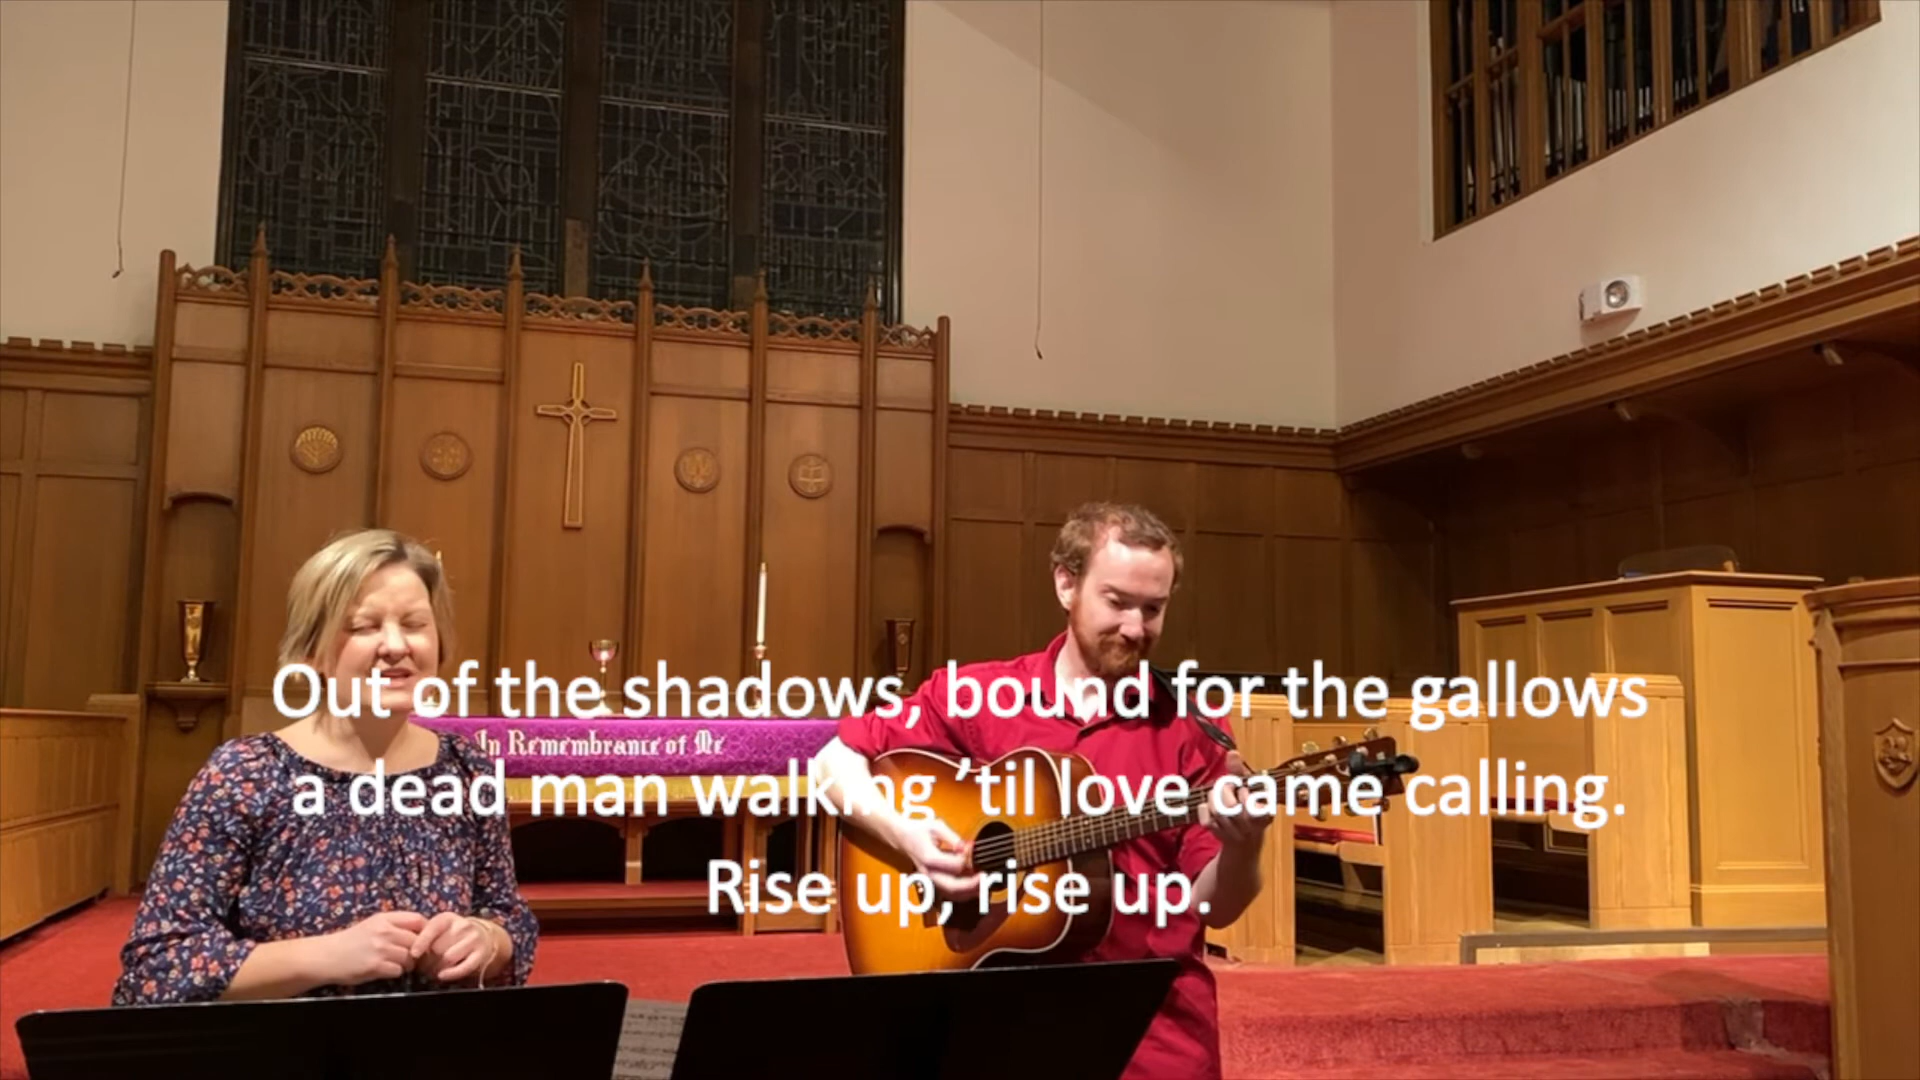 Out of the shadows, bound for the gallows
In Remembrance of Me
a dead man walking ’til love came calling.
Rise up, rise up.